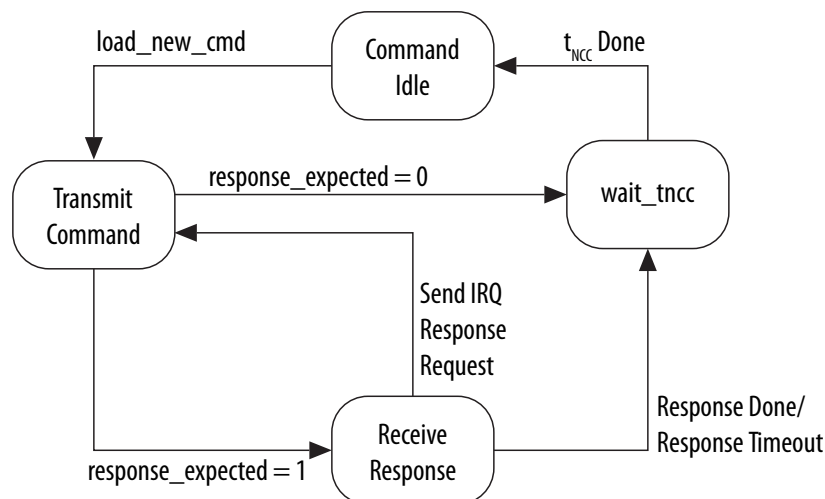 load_new_cmd
Command
Idle
tNCC Done
Transmit
Command
response_expected = 0
wait_tncc
Send IRQ
Response
Request
Receive
Response
response_expected = 1
Response Done/
Response Timeout